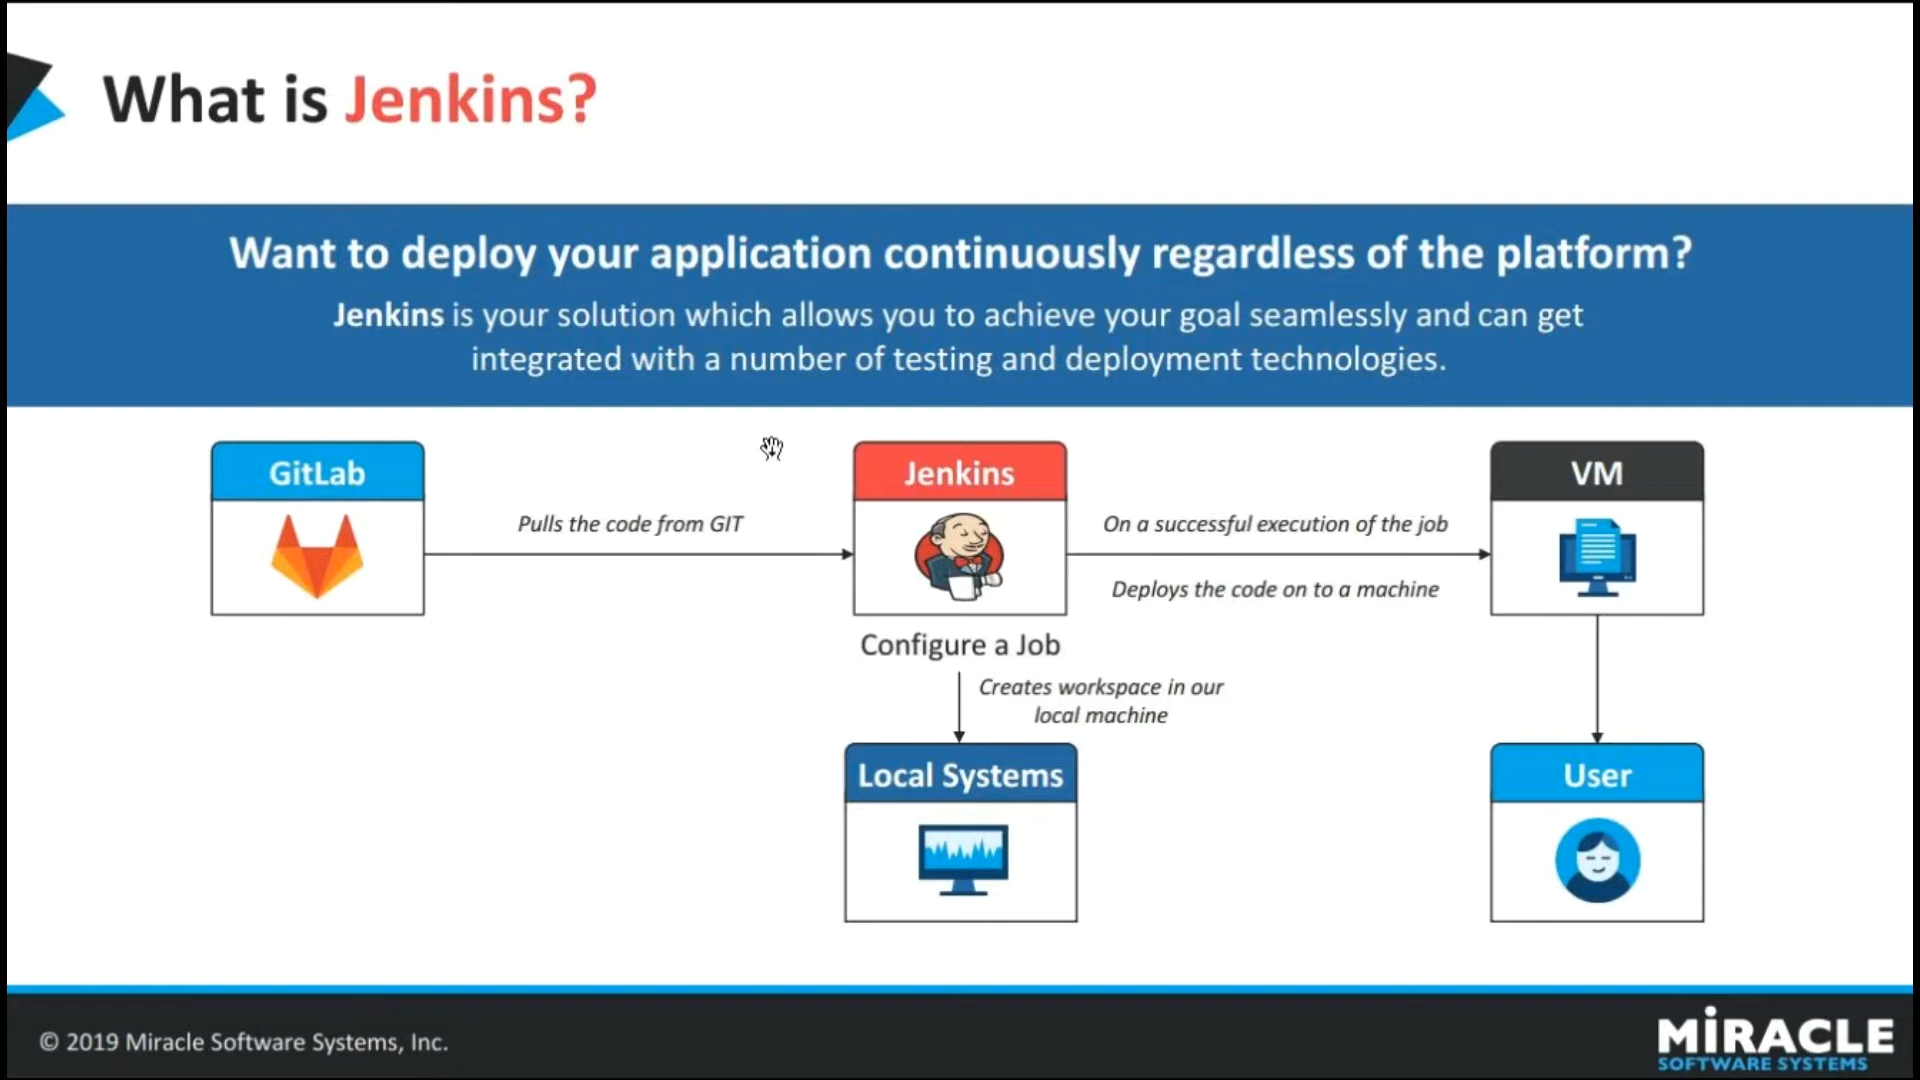 What is Jenkins?
Want to deploy your application continuously regardless of the platform?
Jenkins is your solution which allows you to achieve your goal seamlessly and can get
integrated with a number of testing and deployment technologies.
GitLab
Pulls the code from GIT
Jenkins
On a successful execution of the job
Deploys the code on to a machine
VM
Configure a Job
Creates workspace in our
local machine
Local Systems
User
© 2019 Miracle Software Systems, Inc.
MiRACLE
SOFTWARE SYSTEMS